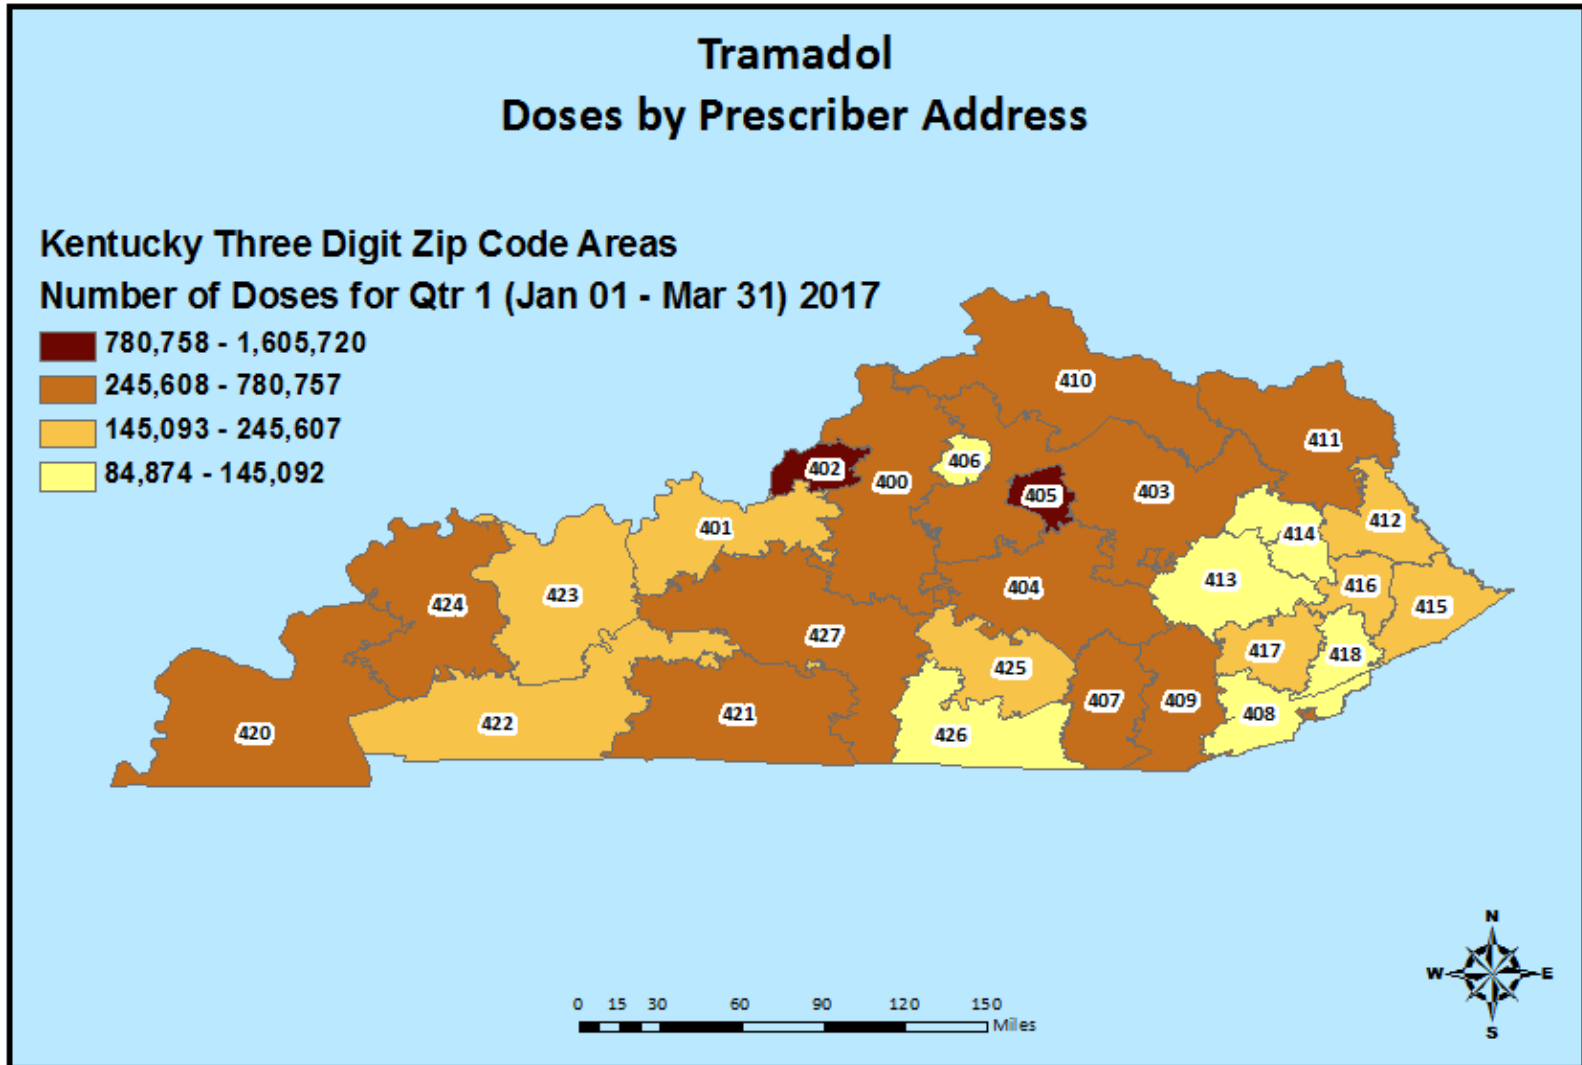 Tramadol
Doses by Prescriber Address
Kentucky Three Digit Zip Code Areas
Number of Doses for Qtr 1 (Jan 01 - Mar 31) 2017
780,758 - 1,605,720
245,608 - 780,757
145,093 - 245,607
84,874 - 145,092
410
411
402
406
400
405
403
401
412
414
413
416
415
404
424
423
427
417
418
425
407
409
408
421
422
426
420
N
W E
S
0 15 30 60 90 120 150
Miles